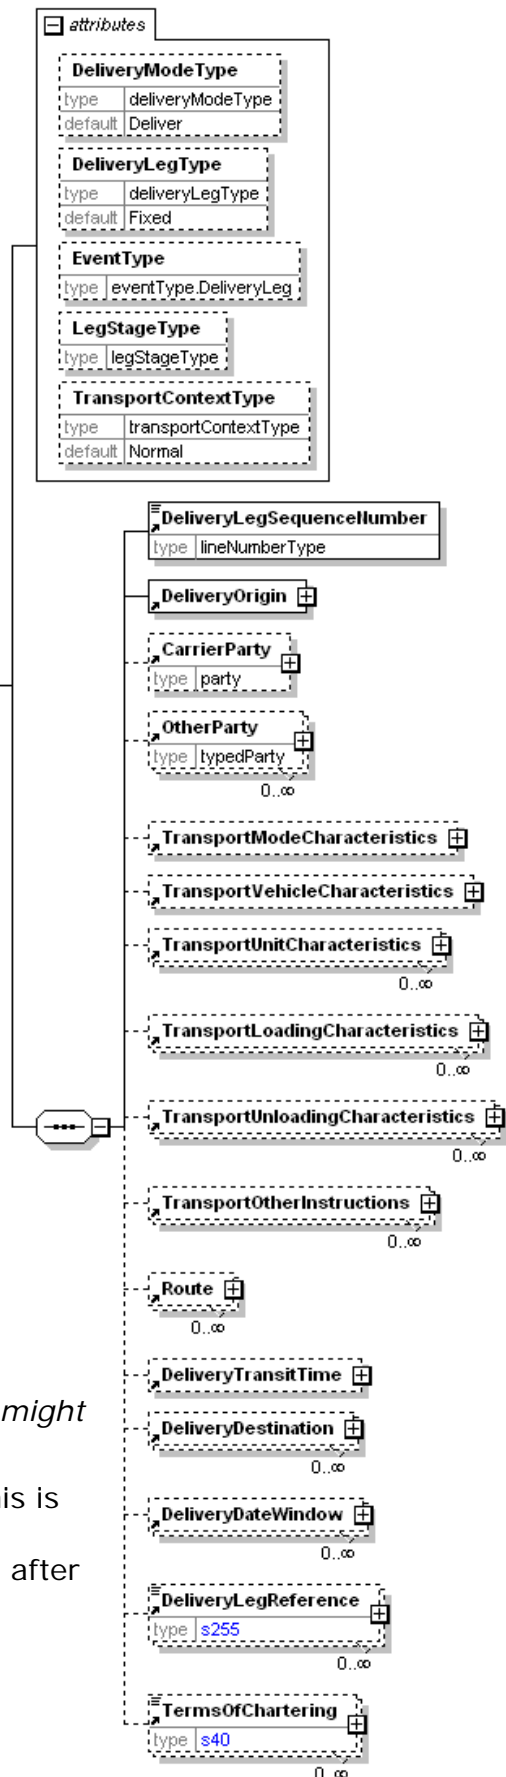 attributes
DeliveryModeType
type deliveryModeType
default Deliver
DeliveryLegType
type deliveryLegType
default Fixed
EventType
type eventType.DeliveryLeg
LegStageType
type legStageType
TransportContextType
type transportContextType
default Normal
DeliveryLegSequenceNumber
type lineNumberType
DeliveryOrigin
CarrierParty
type party
OtherParty
type typedParty
0..∞
TransportModeCharacteristics
TransportVehicleCharacteristics
TransportUnitCharacteristics
0..∞
TransportLoadingCharacteristics
0..∞
TransportUnloadingCharacteristics
0..∞
TransportOtherInstructions
0..∞
Route
0..∞
DeliveryTransitTime
might
DeliveryDestination
0..∞
is is
DeliveryDateWindow
0..∞
after
DeliveryLegReference
type s255
0..∞
TermsOfChartering
type s40
0..∞